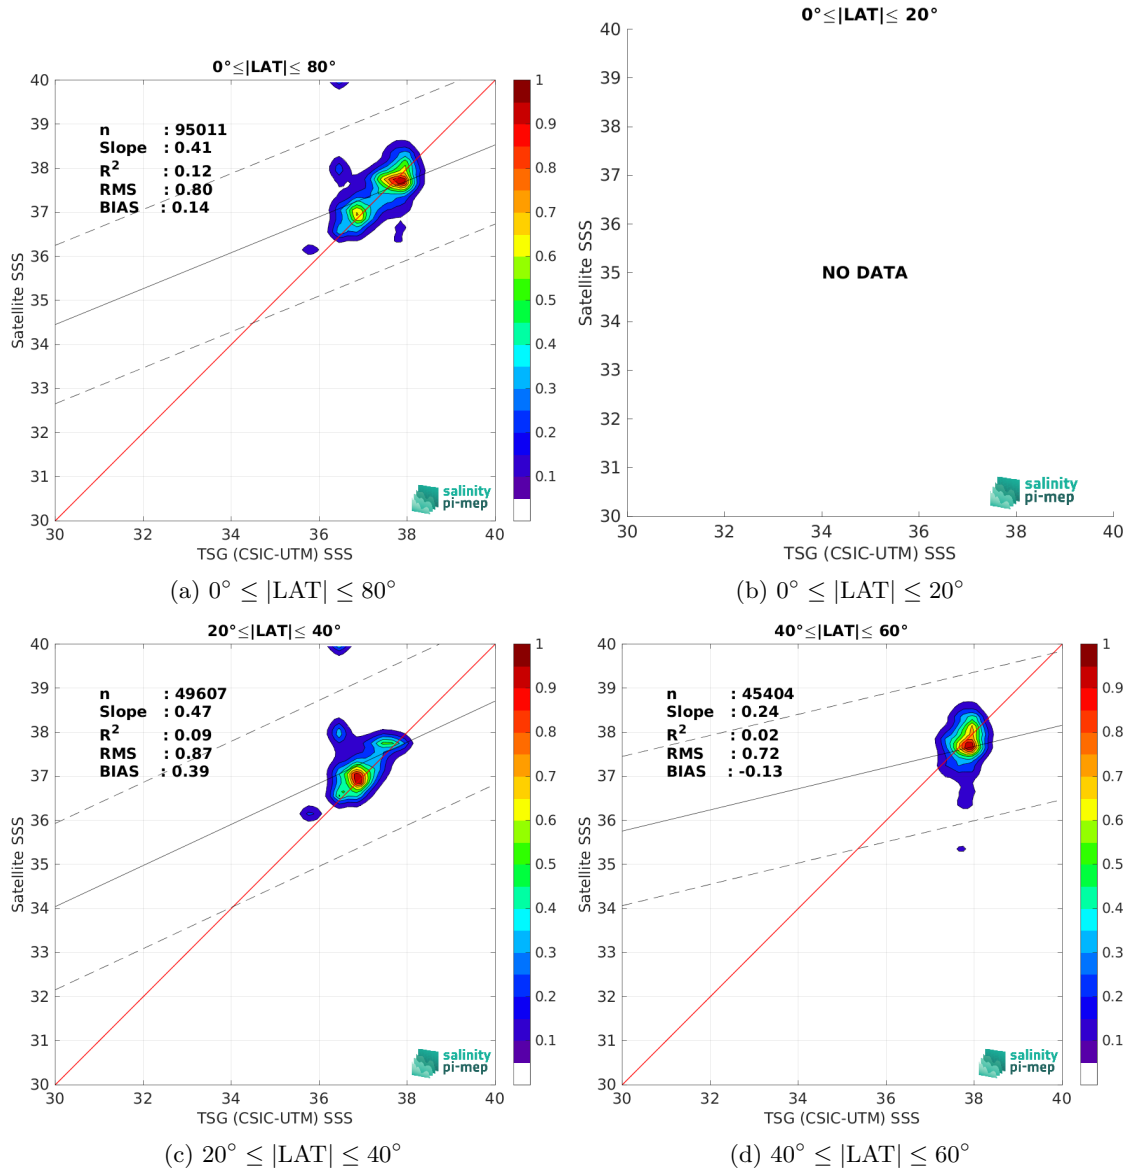 0°≤|LAT|≤ 80°
n : 95011
Slope : 0.41
R² : 0.12
RMS : 0.80
BIAS : 0.14
40
39
38
37
36
35
34
33
32
31
30
Satellite SSS
30 32 34 36 38 40
TSG (CSIC-UTM) SSS
1
0.9
0.8
0.7
0.6
0.5
0.4
0.3
0.2
0.1
salinity
pi-mep
(a) 0° ≤ |LAT| ≤ 80°
0°≤|LAT|≤ 20°
40
39
38
37
36
35
34
33
32
31
30
Satellite SSS
NO DATA
30 32 34 36 38 40
TSG (CSIC-UTM) SSS
salinity
pi-mep
(b) 0° ≤ |LAT| ≤ 20°
20°≤|LAT|≤ 40°
n : 49607
Slope : 0.47
R² : 0.09
RMS : 0.87
BIAS : 0.39
40
39
38
37
36
35
34
33
32
31
30
Satellite SSS
30 32 34 36 38 40
TSG (CSIC-UTM) SSS
1
0.9
0.8
0.7
0.6
0.5
0.4
0.3
0.2
0.1
salinity
pi-mep
(c) 20° ≤ |LAT| ≤ 40°
40°≤|LAT|≤ 60°
n : 45404
Slope : 0.24
R² : 0.02
RMS : 0.72
BIAS : -0.13
40
39
38
37
36
35
34
33
32
31
30
Satellite SSS
30 32 34 36 38 40
TSG (CSIC-UTM) SSS
1
0.9
0.8
0.7
0.6
0.5
0.4
0.3
0.2
0.1
salinity
pi-mep
(d) 40° ≤ |LAT| ≤ 60°